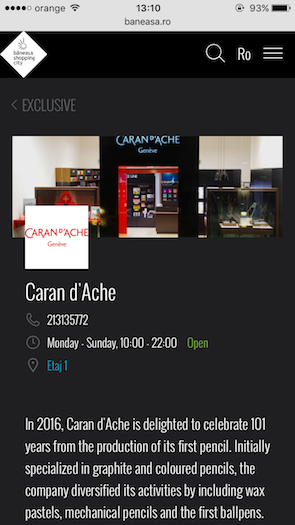 orange
13:10
93%
baneasa.ro
băneasa
shopping
city
Ro
EXCLUSIVE
CARAN D'ACHE
Genève
CARAN D'ACHE
Genève
Caran d'Ache
213135772
Monday - Sunday, 10:00 - 22:00 Open
Etaj 1
In 2016, Caran d'Ache is delighted to celebrate 101
years from the production of its first pencil. Initially
specialized in graphite and coloured pencils, the
company diversified its activities by including wax
pastels, mechanical pencils and the first ballpens.